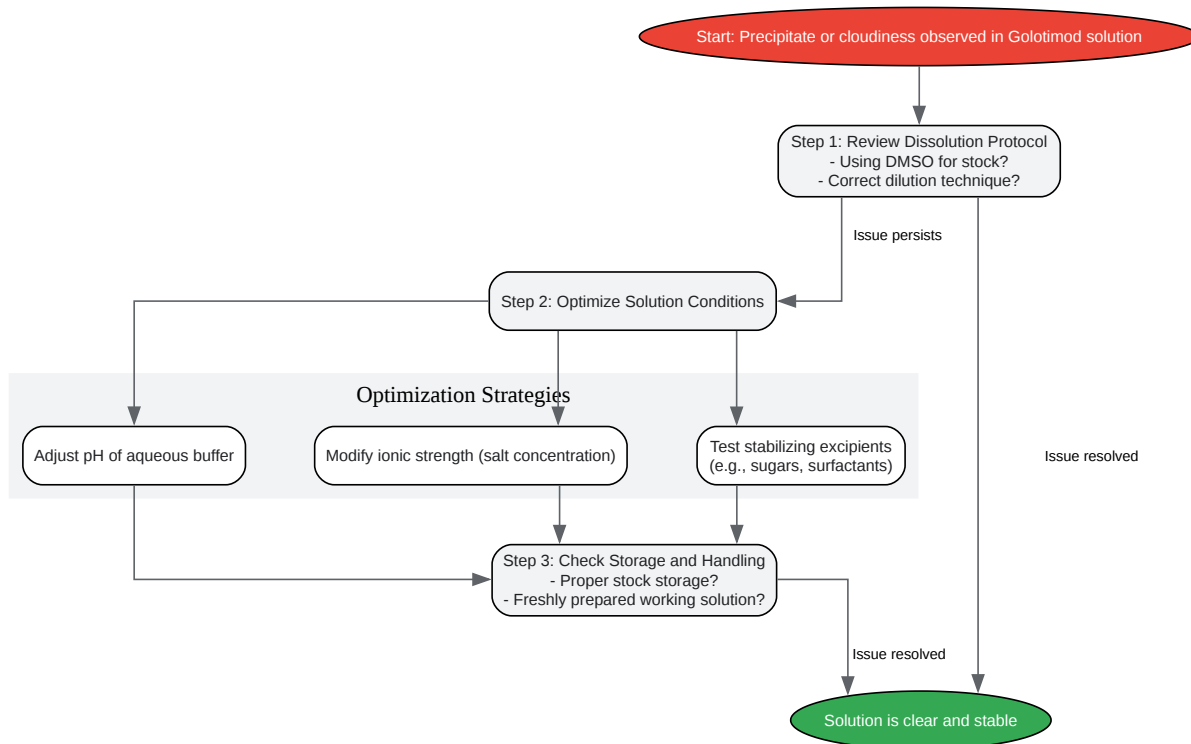 Start: Precipitate or cloudiness observed in Golotimod solution
Step 1: Review Dissolution Protocol
- Using DMSO for stock?
- Correct dilution technique?
Issue persists
Step 2: Optimize Solution Conditions
Optimization Strategies
Adjust pH of aqueous buffer
Modify ionic strength (salt concentration)
Test stabilizing excipients
(e.g., sugars, surfactants)
Issue resolved
Step 3: Check Storage and Handling
- Proper stock storage?
- Freshly prepared working solution?
Issue resolved
Solution is clear and stable